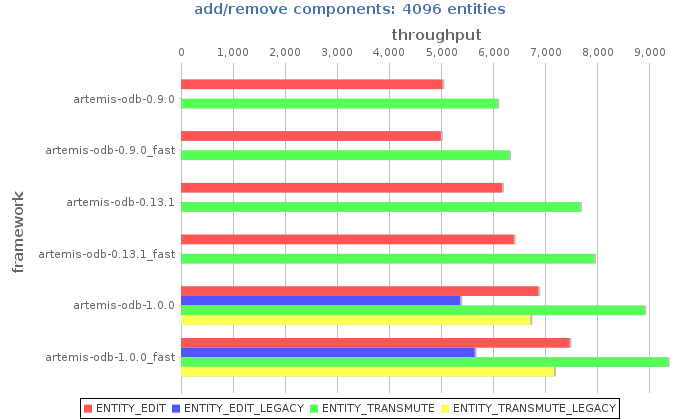 add/remove components: 4096 entities
throughput
0 1,000 2,000 3,000 4,000 5,000 6,000 7,000 8,000 9,000
framework
artemis-odb-0.9.0
artemis-odb-0.9.0_fast
artemis-odb-0.13.1
artemis-odb-0.13.1_fast
artemis-odb-1.0.0
artemis-odb-1.0.0_fast
ENTITY_EDIT ENTITY_EDIT_LEGACY ENTITY_TRANSMUTE ENTITY_TRANSMUTE_LEGACY